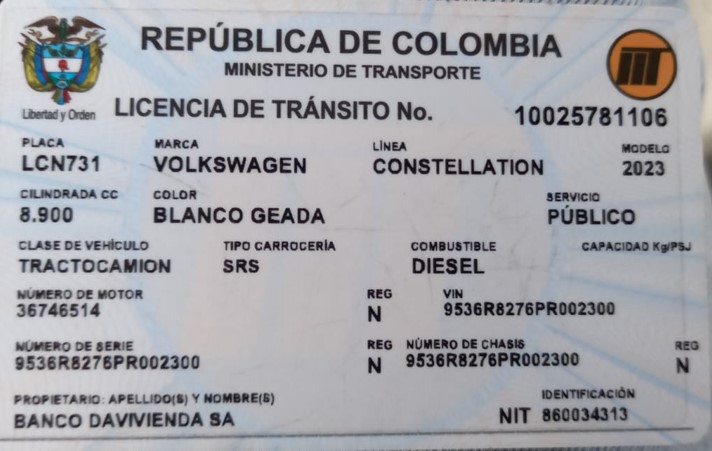 REPÚBLICA DE COLOMBIA
MINISTERIO DE TRANSPORTE
Libertad y Orden
LICENCIA DE TRÁNSITO No. 10025781106
PLACA MARCA LÍNEA MODELO
LCN731 VOLKSWAGEN CONSTELLATION 2023
CILINDRADA CC COLOR SERVICIO
8.900 BLANCO GEADA PÚBLICO
CLASE DE VEHÍCULO TIPO CARROCERÍA COMBUSTIBLE CAPACIDAD Kg/PSJ
TRACTOCAMION SRS DIESEL
NÚMERO DE MOTOR REG VIN
36746514 N 9536R8276PR002300
NÚMERO DE SERIE REG NÚMERO DE CHASIS REG
9536R8276PR002300 N 9536R8276PR002300 N
PROPIETARIO: APELLIDO(S) Y NOMBRE(S) IDENTIFICACIÓN
BANCO DAVIVIENDA SA NIT 860034313